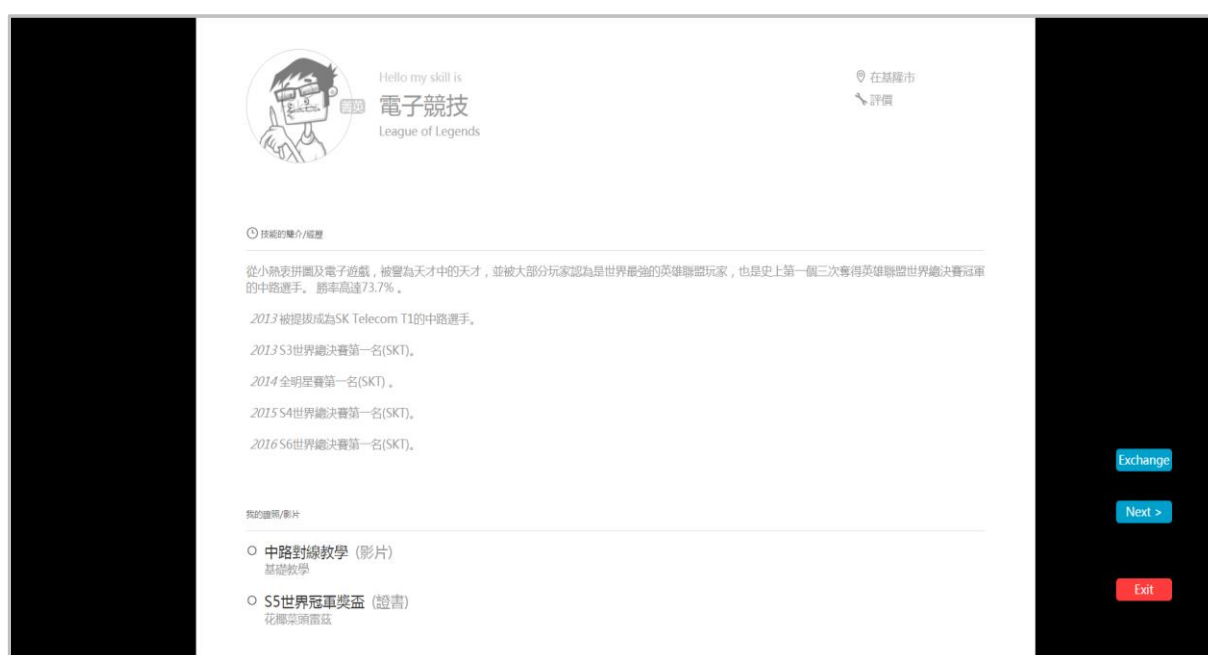 Hello my skill is
電子競技
League of Legends
在基隆市
評價
技能的簡介/經歷
從小熱衷拼圖及電子遊戲，被譽為天才中的天才，並被大部分玩家認為是世界最強的英雄聯盟玩家，也是史上第一個三次奪得英雄聯盟世界總決賽冠軍
的中路選手。 勝率高達73.7% 。
2013 被提拔成為SK Telecom T1的中路選手。
2013 S3世界總決賽第一名(SKT)。
2014 全明星賽第一名(SKT) 。
2015 S4世界總決賽第一名(SKT)。
2016 S6世界總決賽第一名(SKT)。
Exchange
我的證照/影片
Next >
中路對線教學 (影片)
基礎教學
Exit
S5世界冠軍獎盃 (證書)
花椰菜頭雷茲